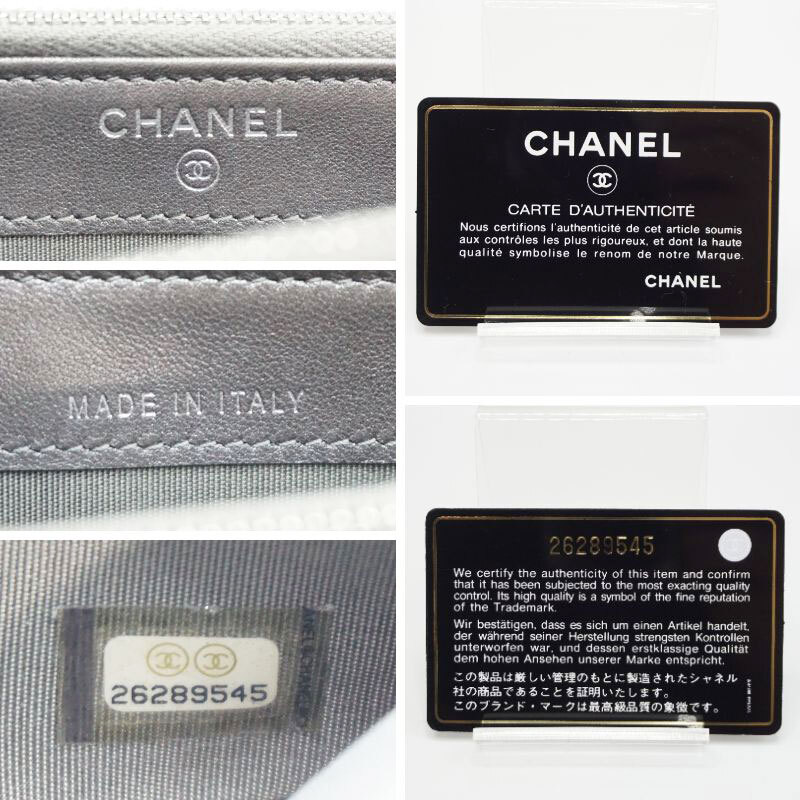 CHANEL
MADE IN ITALY
26289545
CHANEL
CARTE D'AUTHENTICITÉ
Nous certifions l'authenticité de cet article soumis
aux contrôles les plus rigoureux, et dont la haute
qualité symbolise le renom de notre Marque.
CHANEL
26289545
We certify the authenticity of this item and confirm
that it has been subjected to the most exacting quality
control. Its high quality is a symbol of the fine reputation
of the Trademark.
Wir bestätigen, dass es sich um einen Artikel handelt,
der während seiner Herstellung strengsten Kontrollen
unterworfen war, und dessen erstklassige Qualität
dem hohen Ansehen unserer Marke entspricht.
この製品は厳しい管理のもとに製造されたシャネル
社の商品であることを証明いたします。
このブランド・マークは最高級品質の象徴です。